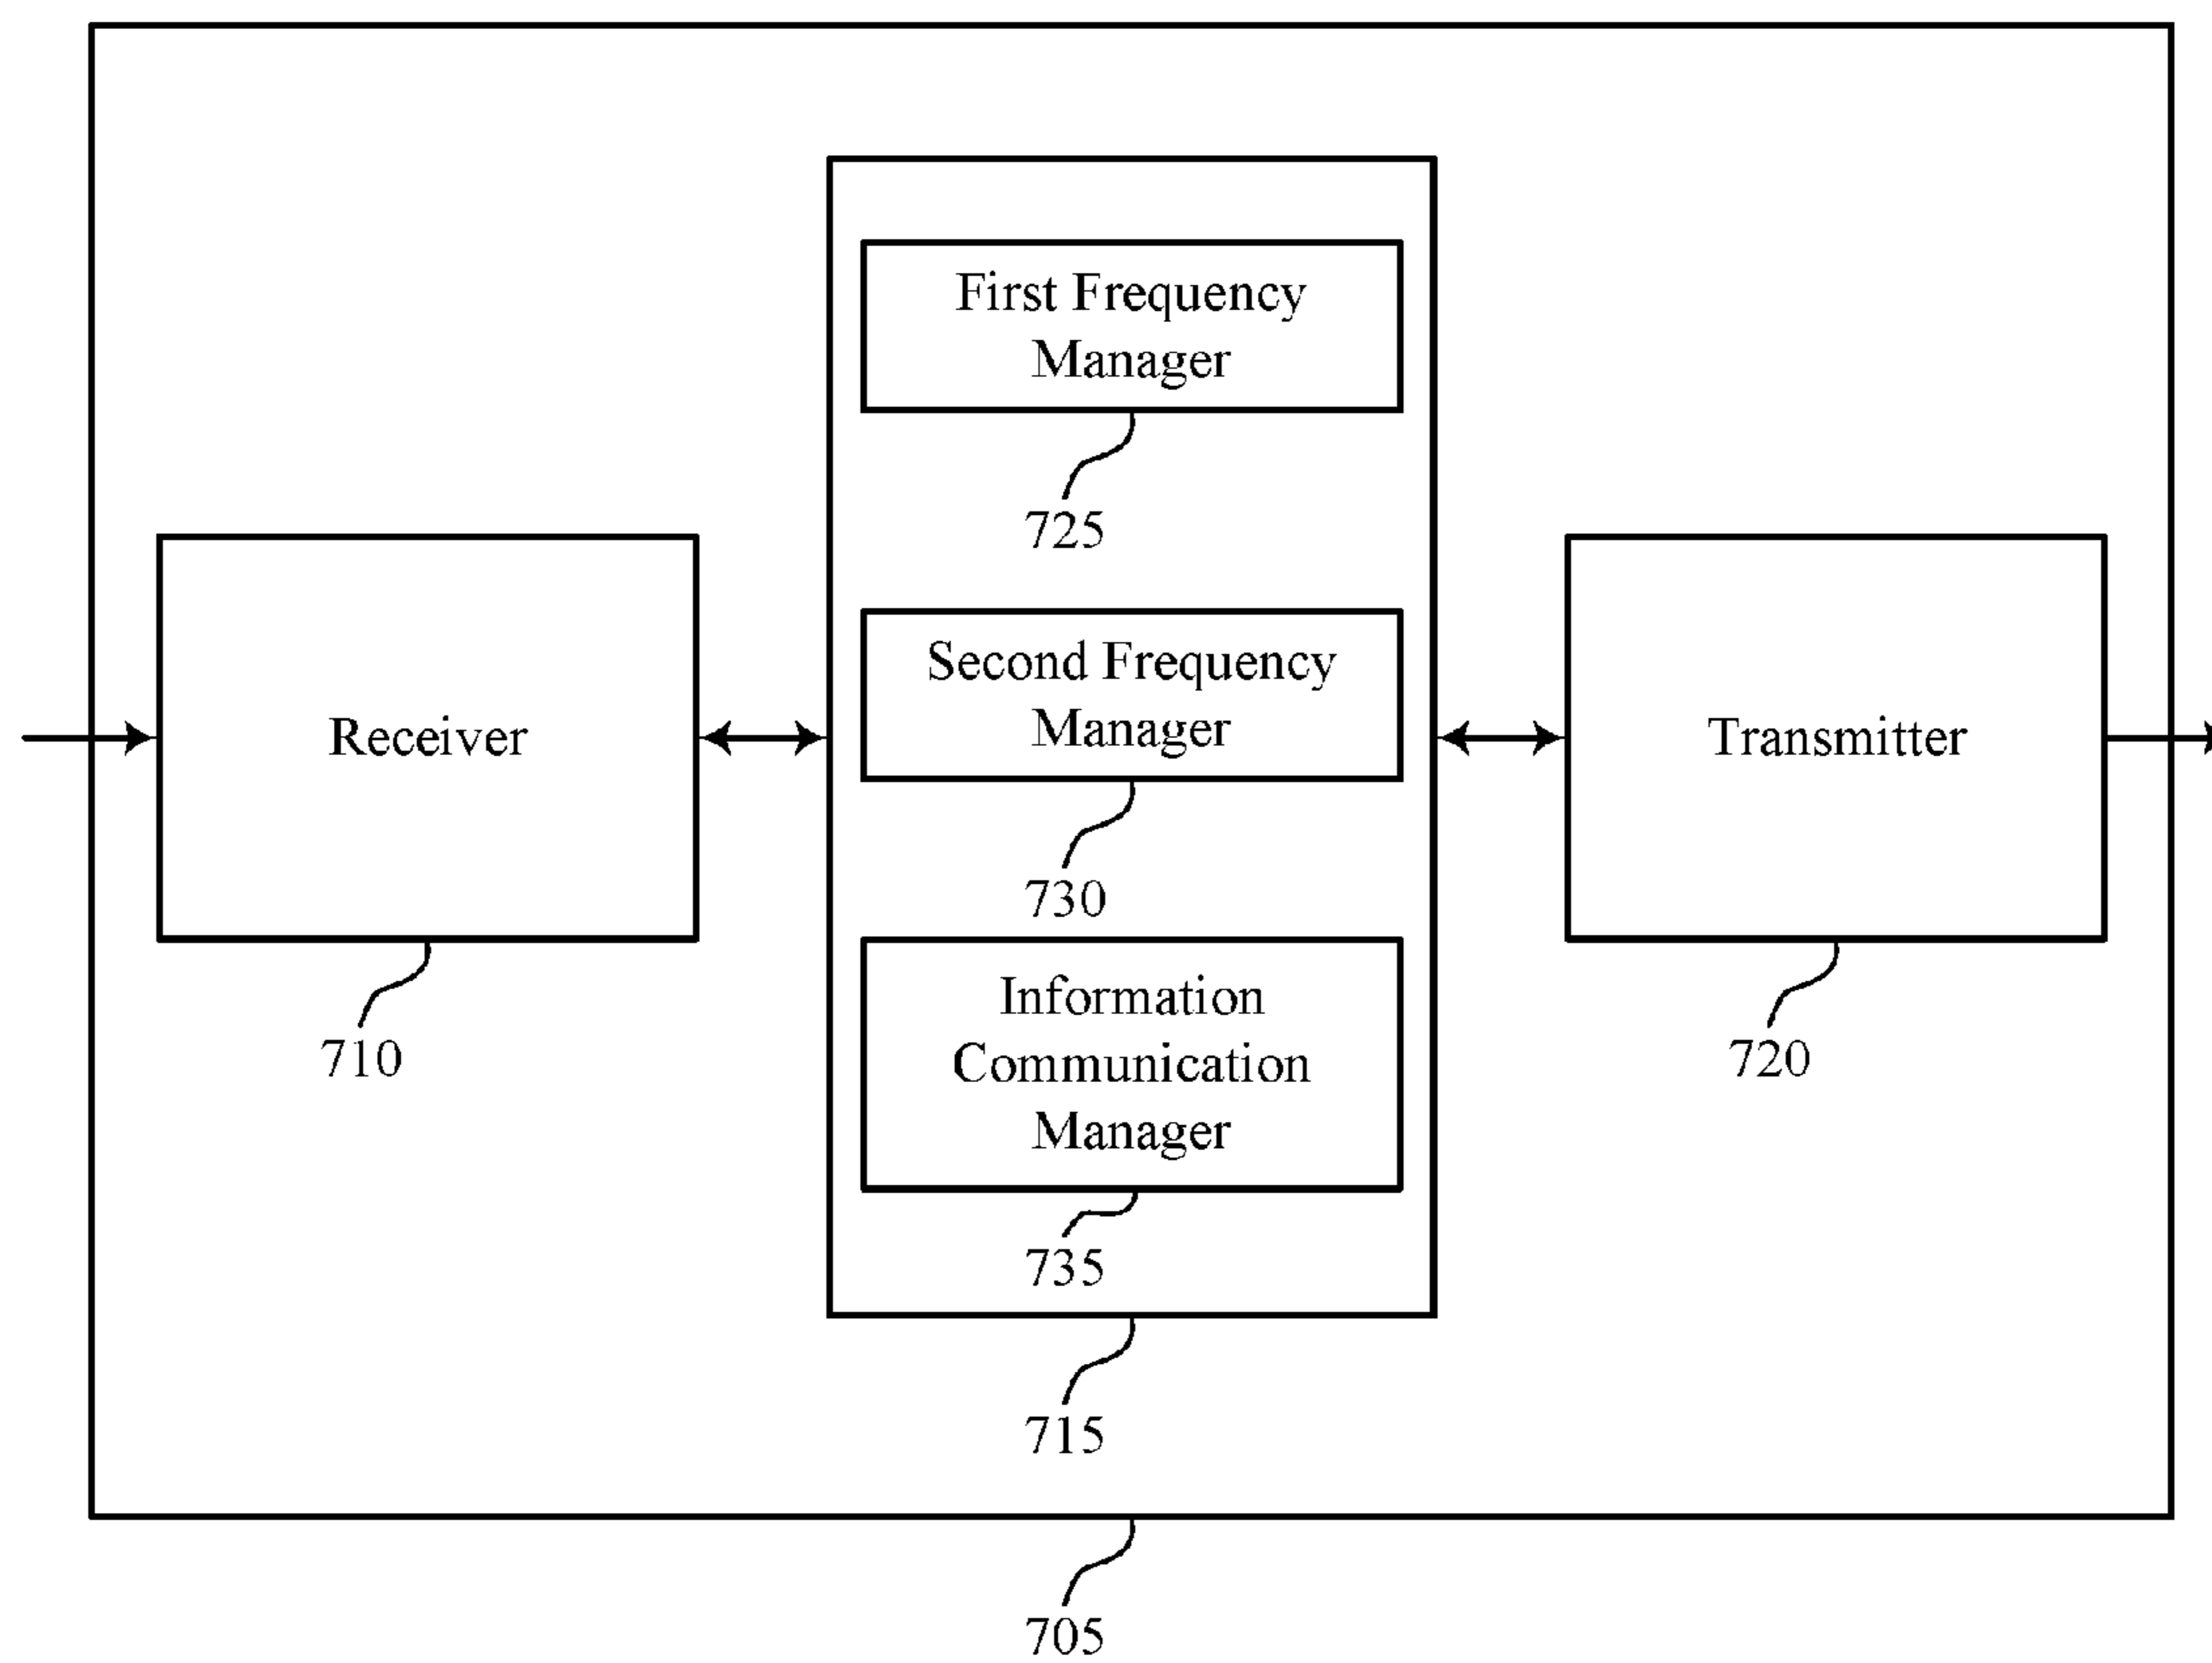 First Frequency
Manager
725
Receiver
710
Second Frequency
Manager
730
Information
Communication
Manager
735
715
Transmitter
720
705